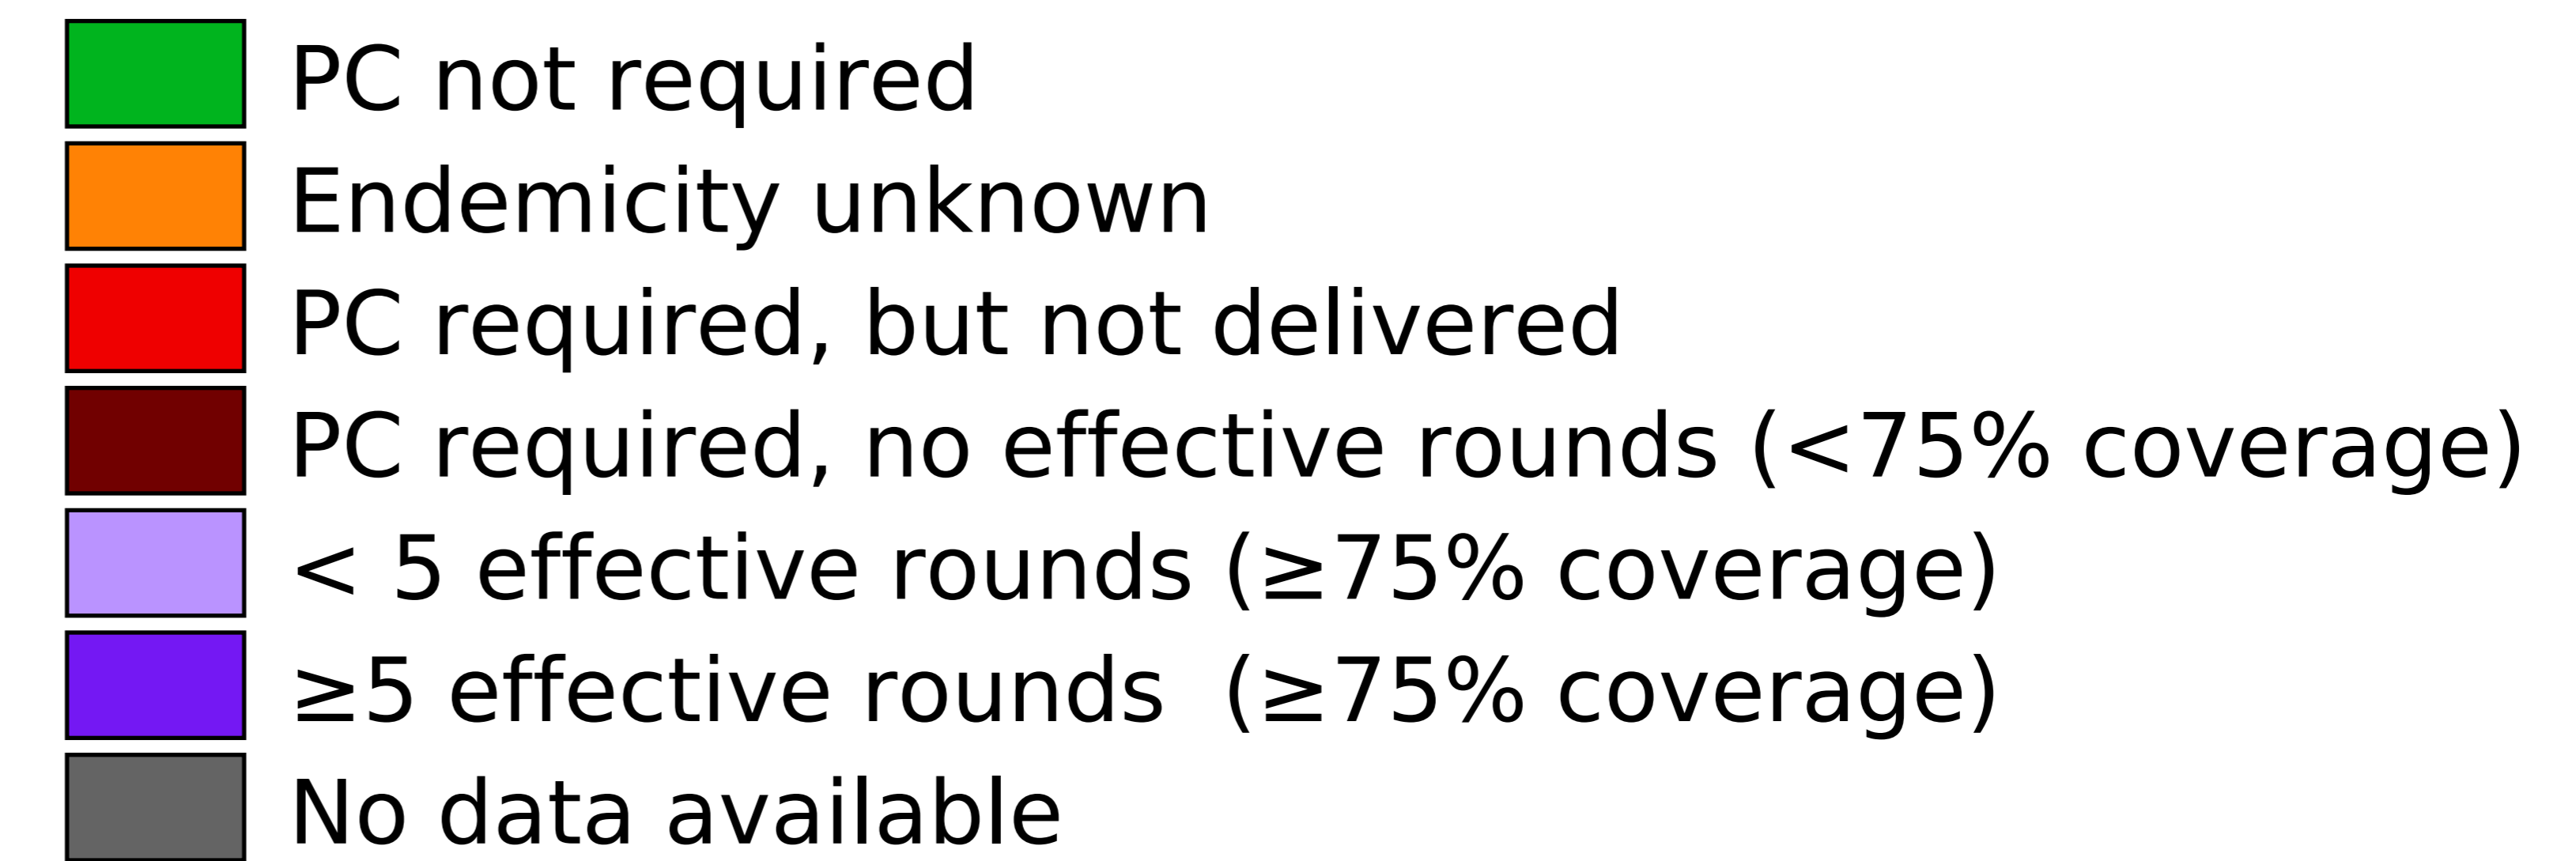 PC not required
Endemicity unknown
PC required, but not delivered
PC required, no effective rounds (<75% coverage)
< 5 effective rounds (≥75% coverage)
≥5 effective rounds  (≥75% coverage)
No data available